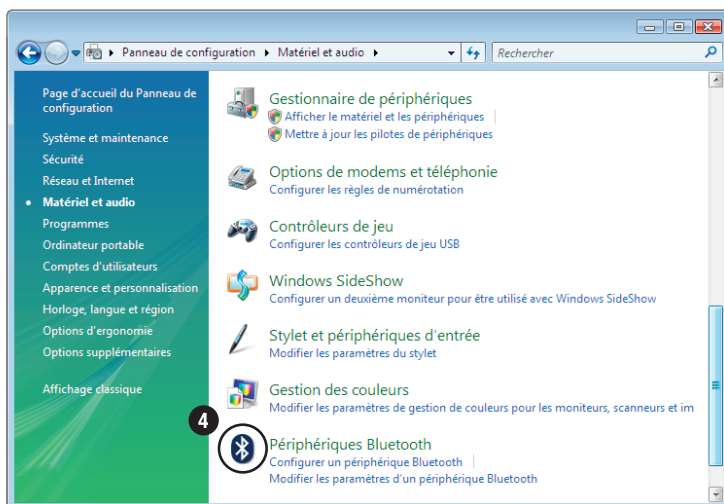 Panneau de configuration ▸ Matériel et audio ▸
Rechercher
Page d'accueil du Panneau de
configuration
Système et maintenance
Sécurité
Réseau et Internet
Matériel et audio
Programmes
Ordinateur portable
Comptes d'utilisateurs
Apparence et personnalisation
Horloge, langue et région
Options d'ergonomie
Options supplémentaires
Affichage classique
Gestionnaire de périphériques
Afficher le matériel et les périphériques
Mettre à jour les pilotes de périphériques
Options de modems et téléphonie
Configurer les règles de numérotation
Contrôleurs de jeu
Configurer les contrôleurs de jeu USB
Windows SideShow
Configurer un deuxième moniteur pour être utilisé avec Windows SideShow
Stylet et périphériques d'entrée
Modifier les paramètres du stylet
Gestion des couleurs
Modifier les paramètres de gestion de couleurs pour les moniteurs, scanneurs et im
4
Périphériques Bluetooth
Configurer un périphérique Bluetooth
Modifier les paramètres d'un périphérique Bluetooth